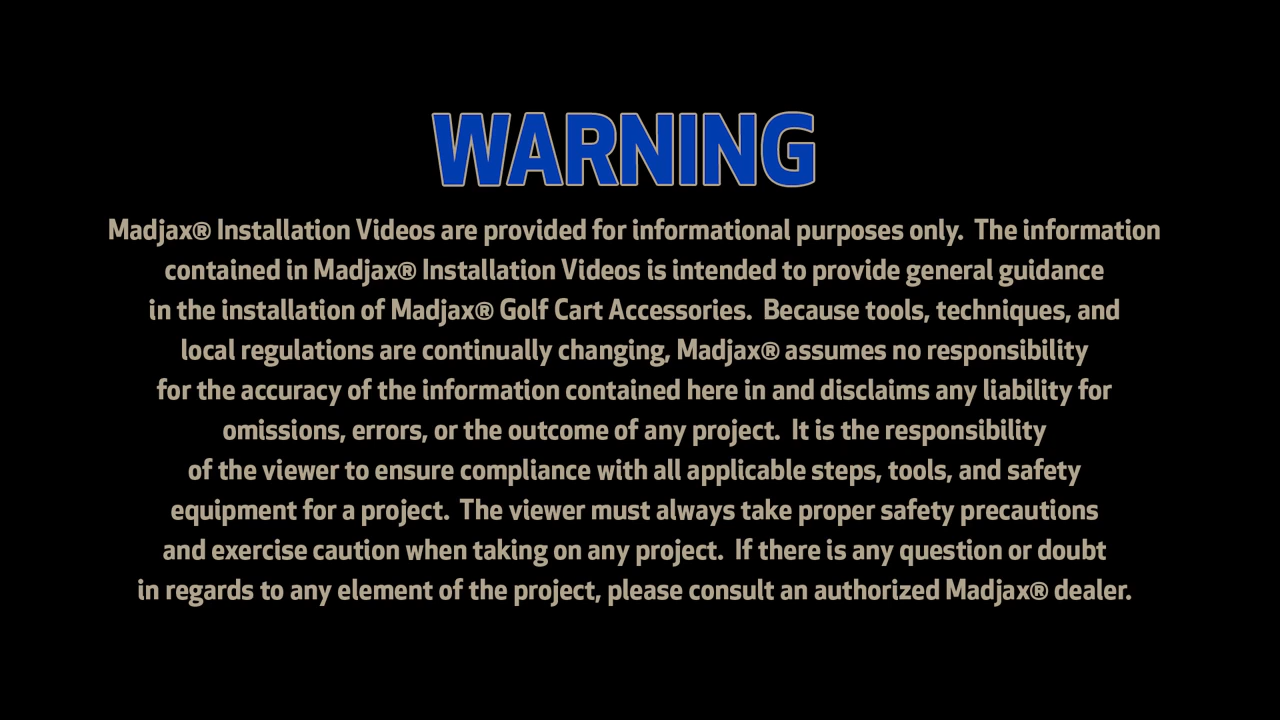 WARNING
Madjax® Installation Videos are provided for informational purposes only.  The information
contained in Madjax® Installation Videos is intended to provide general guidance
in the installation of Madjax® Golf Cart Accessories.  Because tools, techniques, and
local regulations are continually changing, Madjax® assumes no responsibility
for the accuracy of the information contained here in and disclaims any liability for
omissions, errors, or the outcome of any project.  It is the responsibility
of the viewer to ensure compliance with all applicable steps, tools, and safety
equipment for a project.  The viewer must always take proper safety precautions
and exercise caution when taking on any project.  If there is any question or doubt
in regards to any element of the project, please consult an authorized Madjax® dealer.